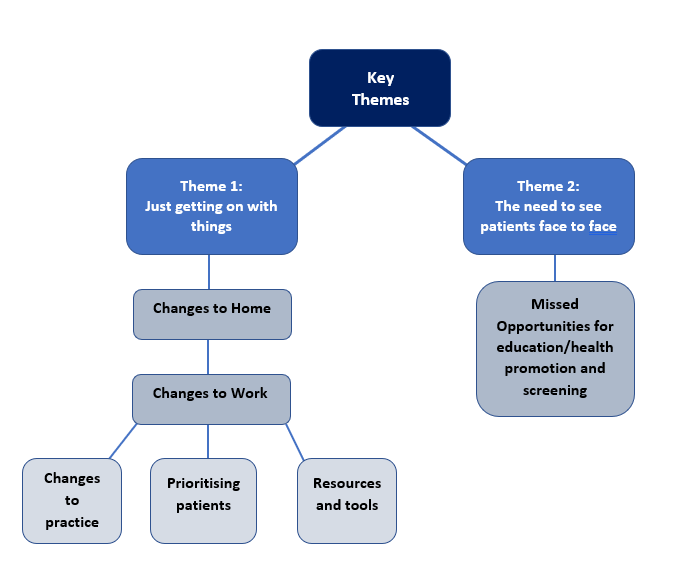 Key
Themes
Theme 1:
Just getting on with
things
Theme 2:
The need to see
patients face to face
Changes to Home
Missed
Opportunities for
education/health
promotion and
screening
Changes to Work
Changes
to
practice
Prioritising
patients
Resources
and tools